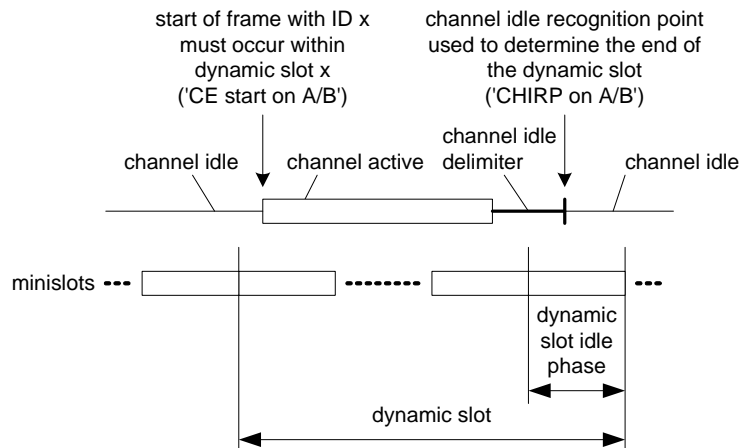 start of frame with ID x
must occur within
dynamic slot x
('CE start on A/B')
channel idle recognition point
used to determine the end of
the dynamic slot
('CHIRP on A/B')
channel idle
channel active
channel idle
delimiter
channel idle
minislots
dynamic
slot idle
phase
dynamic slot